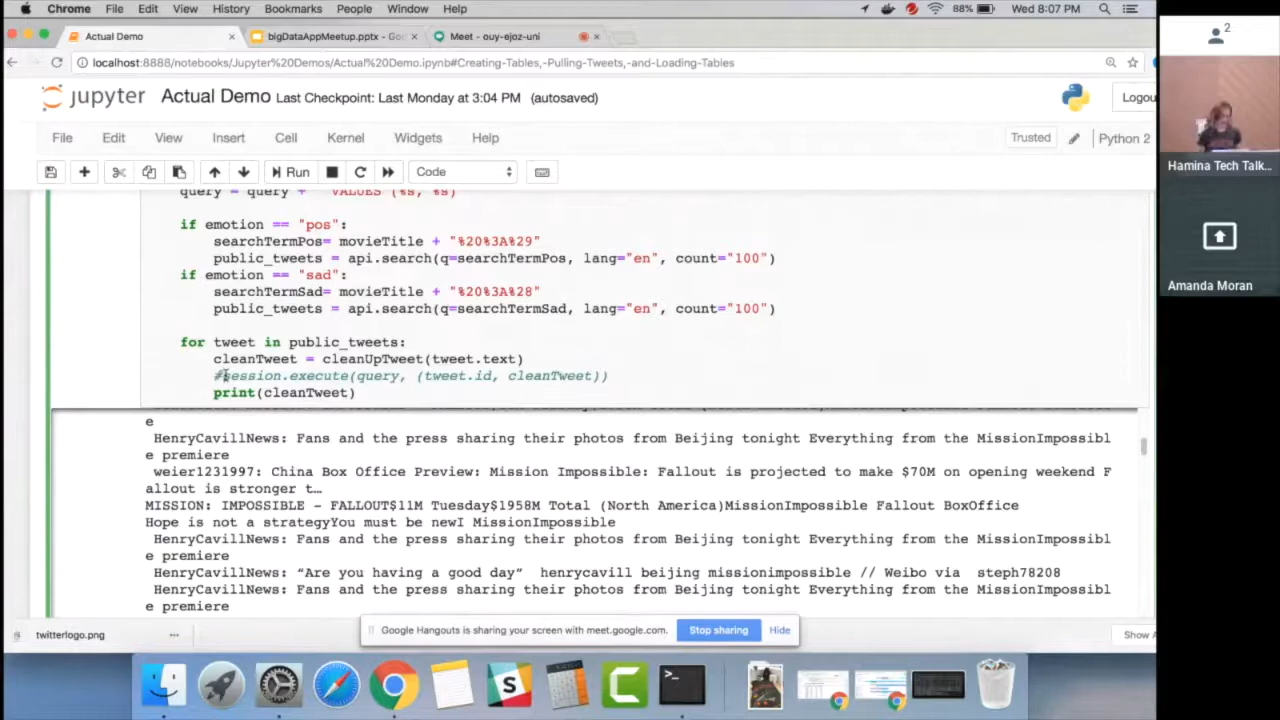 Chrome File Edit View History Bookmarks People Window Help 88% Wed 8:07 PM
Actual Demo bigDataAppMeetup.pptx - Go Meet - ouy-ejoz-uni
localhost:8888/notebooks/Jupyter%20Demos/Actual%20Demo.ipynb#Creating-Tables,-Pulling-Tweets,-and-Loading-Tables
jupyter Actual Demo Last Checkpoint: Last Monday at 3:04 PM (autosaved) Logou
File Edit View Insert Cell Kernel Widgets Help Trusted Python 2
Run Code
query = query + " VALUES (%s, %s)"
if emotion == "pos":
searchTermPos= movieTitle + "%20%3A%29"
public_tweets = api.search(q=searchTermPos, lang="en", count="100")
if emotion == "sad":
searchTermSad= movieTitle + "%20%3A%28"
public_tweets = api.search(q=searchTermSad, lang="en", count="100")
for tweet in public_tweets:
cleanTweet = cleanUpTweet(tweet.text)
#session.execute(query, (tweet.id, cleanTweet))
print(cleanTweet)
e
HenryCavillNews: Fans and the press sharing their photos from Beijing tonight Everything from the MissionImpossibl
e premiere
weier1231997: China Box Office Preview: Mission Impossible: Fallout is projected to make $70M on opening weekend F
allout is stronger t…
MISSION: IMPOSSIBLE - FALLOUT$11M Tuesday$1958M Total (North America)MissionImpossible Fallout BoxOffice
Hope is not a strategyYou must be newI MissionImpossible
HenryCavillNews: Fans and the press sharing their photos from Beijing tonight Everything from the MissionImpossibl
e premiere
HenryCavillNews: “Are you having a good day” henrycavill beijing missionimpossible // Weibo via steph78208
HenryCavillNews: Fans and the press sharing their photos from Beijing tonight Everything from the MissionImpossibl
e premiere
Google Hangouts is sharing your screen with meet.google.com. Stop sharing Hide
twitterlogo.png Show A
2
Hamina Tech Talk...
Amanda Moran